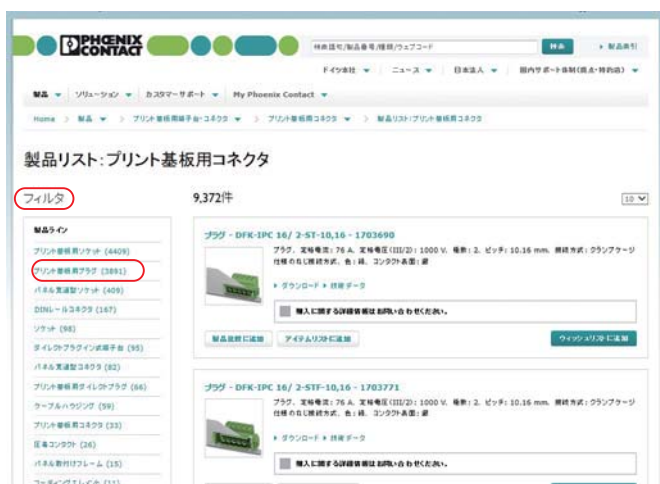 PHŒNIX
CONTACT
検索
製品索引
ドイツ本社
ニュース
日本法人
国内サポート体制(拠点・特約店)
製品
ソリューション
カスタマーサポート
My Phoenix Contact
Home > 製品 > プリント基板用端子台・コネクタ > プリント基板用コネクタ > 製品リスト:プリント基板用コネクタ
製品リスト:プリント基板用コネクタ
フィルタ
9,372件
10
製品ライン
プリント基板用ソケット (4409)
プリント基板用プラグ (3891)
パネル貫通型ソケット (409)
DINレールコネクタ (167)
ソケット (98)
ダイレクトプラグイン式端子台 (95)
パネル貫通型コネクタ (82)
プリント基板用ダイレクトプラグ (66)
ケーブルハウジング (59)
プリント基板用コネクタ (33)
圧着コンタクト (26)
パネル取付けフレーム (15)
コーディングエレメント (11)
プラグ - DFK-IPC 16/ 2-ST-10,16 - 1703690
プラグ, 定格電流: 76 A, 定格電圧(III/2): 1000 V, 極数: 2, ピッチ: 10.16 mm, 接続方式: クランプケージ
仕様のねじ接続方式, 色: 緑, コンタクト表面: 銀
ダウンロード
技術データ
購入に関する詳細情報はお問い合わせください。
製品比較に追加
アイテムリストに追加
ウィッシュリストに追加
プラグ - DFK-IPC 16/ 2-STF-10,16 - 1703771
プラグ, 定格電流: 76 A, 定格電圧(III/2): 1000 V, 極数: 2, ピッチ: 10.16 mm, 接続方式: クランプケージ
仕様のねじ接続方式, 色: 緑, コンタクト表面: 銀
ダウンロード
技術データ
購入に関する詳細情報はお問い合わせください。